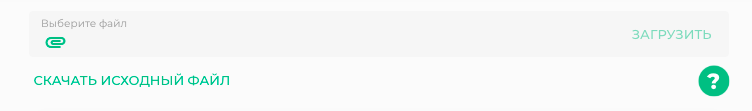 Выберите файл
ЗАГРУЗИТЬ
СКАЧАТЬ ИСХОДНЫЙ ФАЙЛ
?